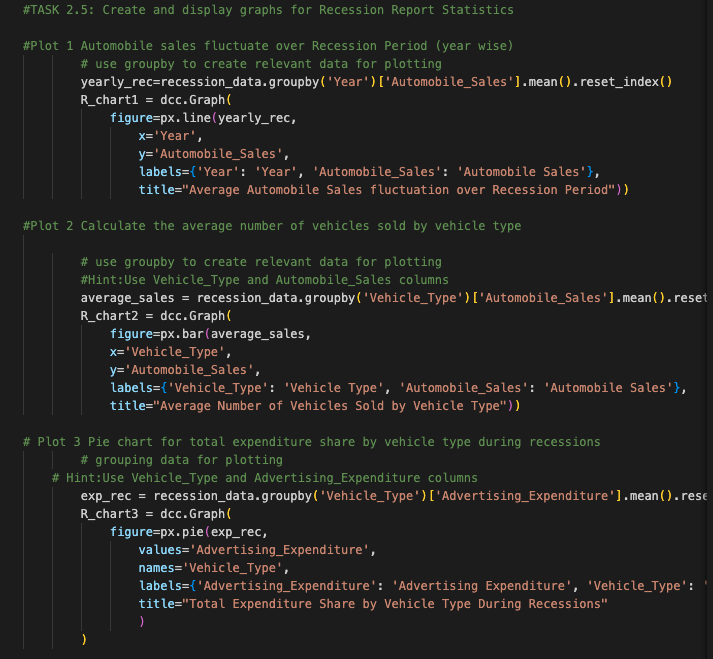 #TASK 2.5: Create and display graphs for Recession Report Statistics
#Plot 1 Automobile sales fluctuate over Recession Period (year wise)
# use groupby to create relevant data for plotting
yearly_rec=recession_data.groupby('Year')['Automobile_Sales'].mean().reset_index()
R_chart1 = dcc.Graph(
figure=px.line(yearly_rec,
x='Year',
y='Automobile_Sales',
labels={'Year': 'Year', 'Automobile_Sales': 'Automobile Sales'},
title="Average Automobile Sales fluctuation over Recession Period"))
#Plot 2 Calculate the average number of vehicles sold by vehicle type
# use groupby to create relevant data for plotting
#Hint:Use Vehicle_Type and Automobile_Sales columns
average_sales = recession_data.groupby('Vehicle_Type')['Automobile_Sales'].mean().reset
R_chart2 = dcc.Graph(
figure=px.bar(average_sales,
x='Vehicle_Type',
y='Automobile_Sales',
labels={'Vehicle_Type': 'Vehicle Type', 'Automobile_Sales': 'Automobile Sales'},
title="Average Number of Vehicles Sold by Vehicle Type"))
# Plot 3 Pie chart for total expenditure share by vehicle type during recessions
# grouping data for plotting
# Hint:Use Vehicle_Type and Advertising_Expenditure columns
exp_rec = recession_data.groupby('Vehicle_Type')['Advertising_Expenditure'].mean().rese
R_chart3 = dcc.Graph(
figure=px.pie(exp_rec,
values='Advertising_Expenditure',
names='Vehicle_Type',
labels={'Advertising_Expenditure': 'Advertising Expenditure', 'Vehicle_Type': '
title="Total Expenditure Share by Vehicle Type During Recessions"
)
)